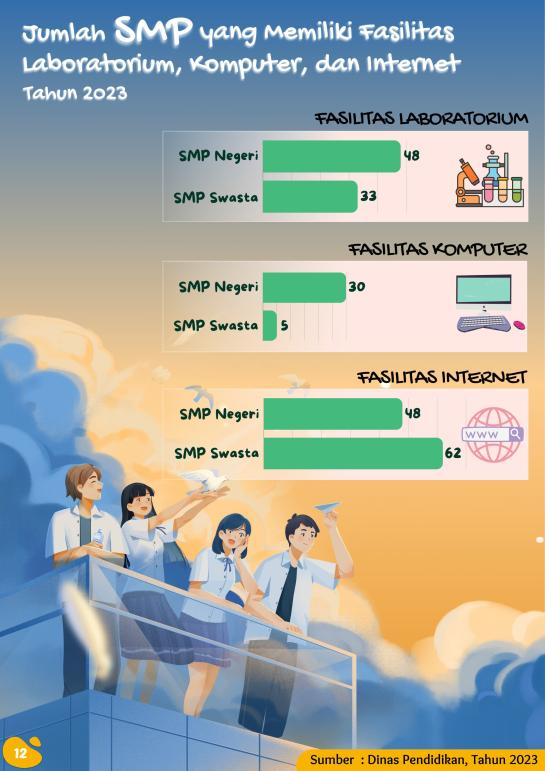 Jumlah SMP yang Memiliki Fasilitas
Laboratorium, Komputer, dan Internet
Tahun 2023
FASILITAS LABORATORIUM
SMP Negeri 48
SMP Swasta 33
FASILITAS KOMPUTER
SMP Negeri 30
SMP Swasta 5
FASILITAS INTERNET
SMP Negeri 48
WWW
SMP Swasta 62
12
Sumber : Dinas Pendidikan, Tahun 2023